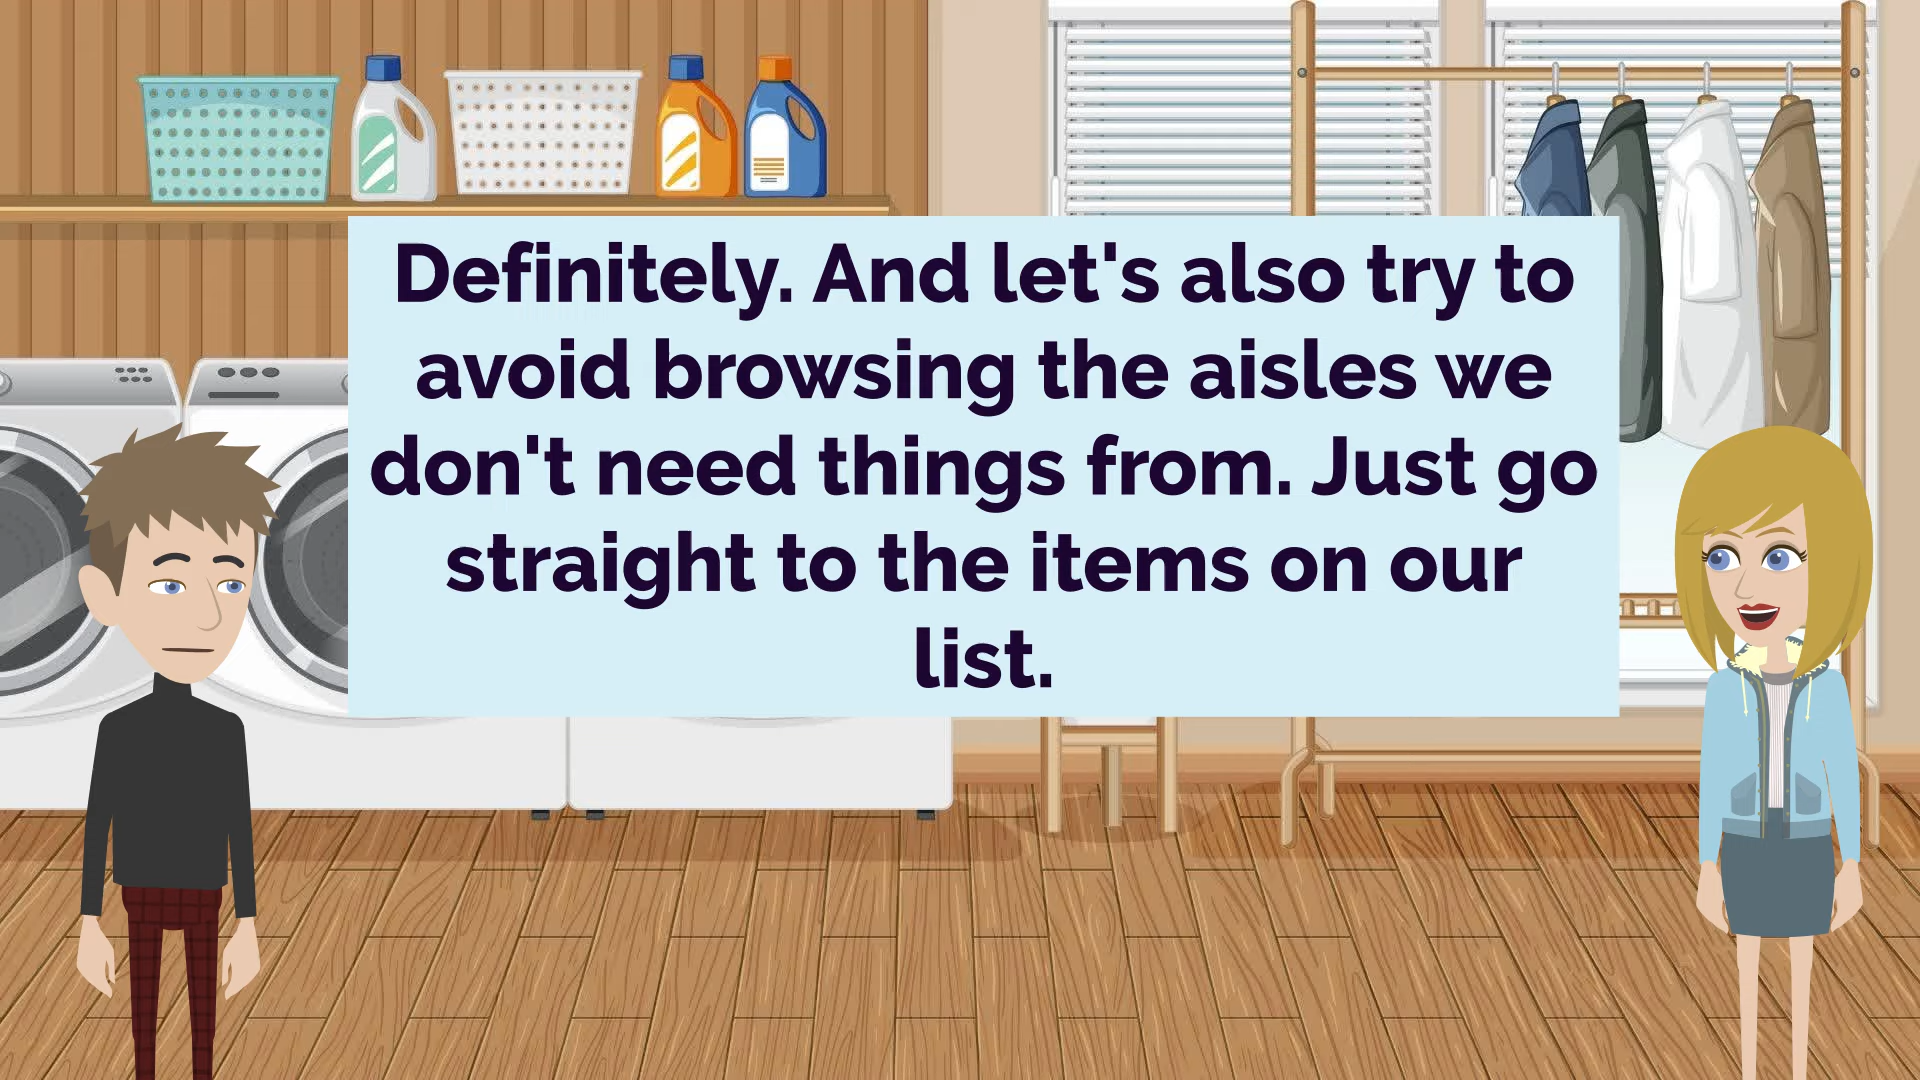 Definitely. And let's also try to
avoid browsing the aisles we
don't need things from. Just go
straight to the items on our
list.